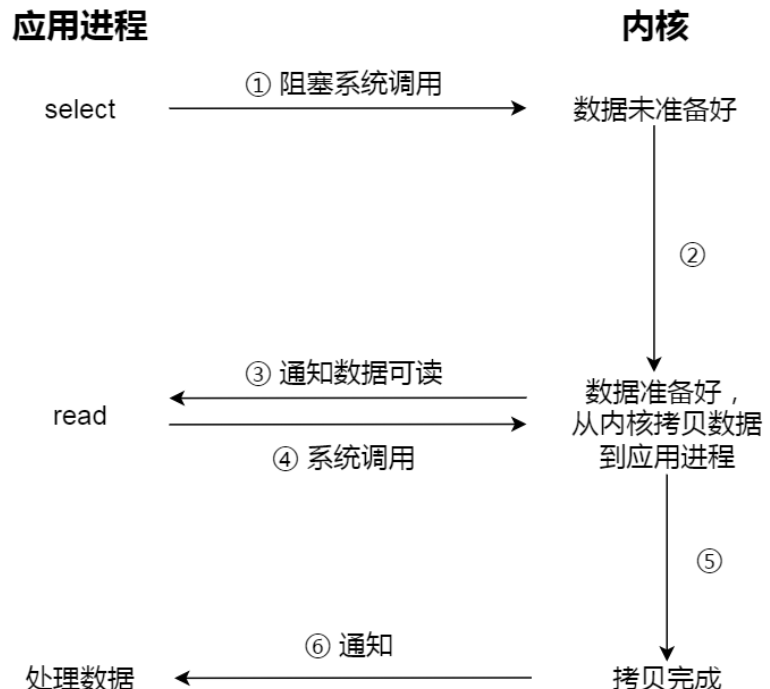 应用进程 内核
① 阻塞系统调用
select 数据未准备好
②
③ 通知数据可读
read 数据准备好，
从内核拷贝数据
④ 系统调用 到应用进程
⑤
⑥ 通知
处理数据 拷贝完成